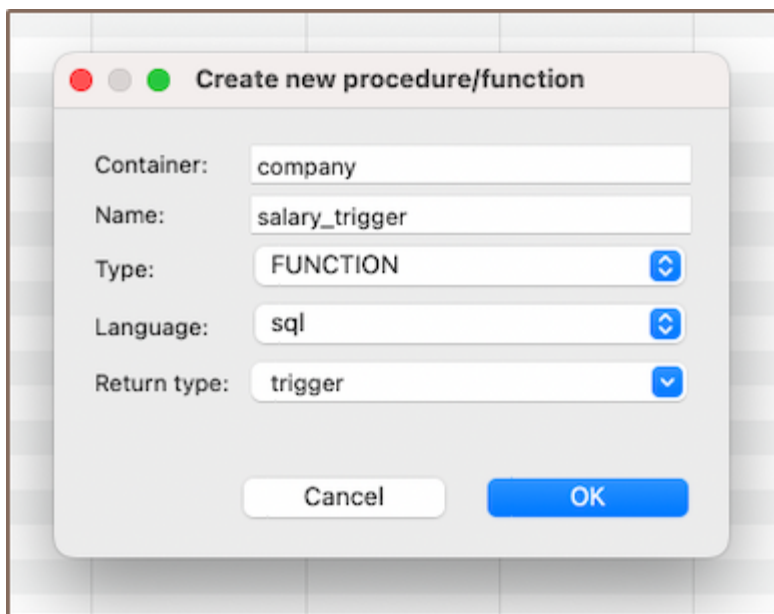 Create new procedure/function
Container: company
Name: salary_trigger
Type: FUNCTION
Language: sql
Return type: trigger
Cancel OK